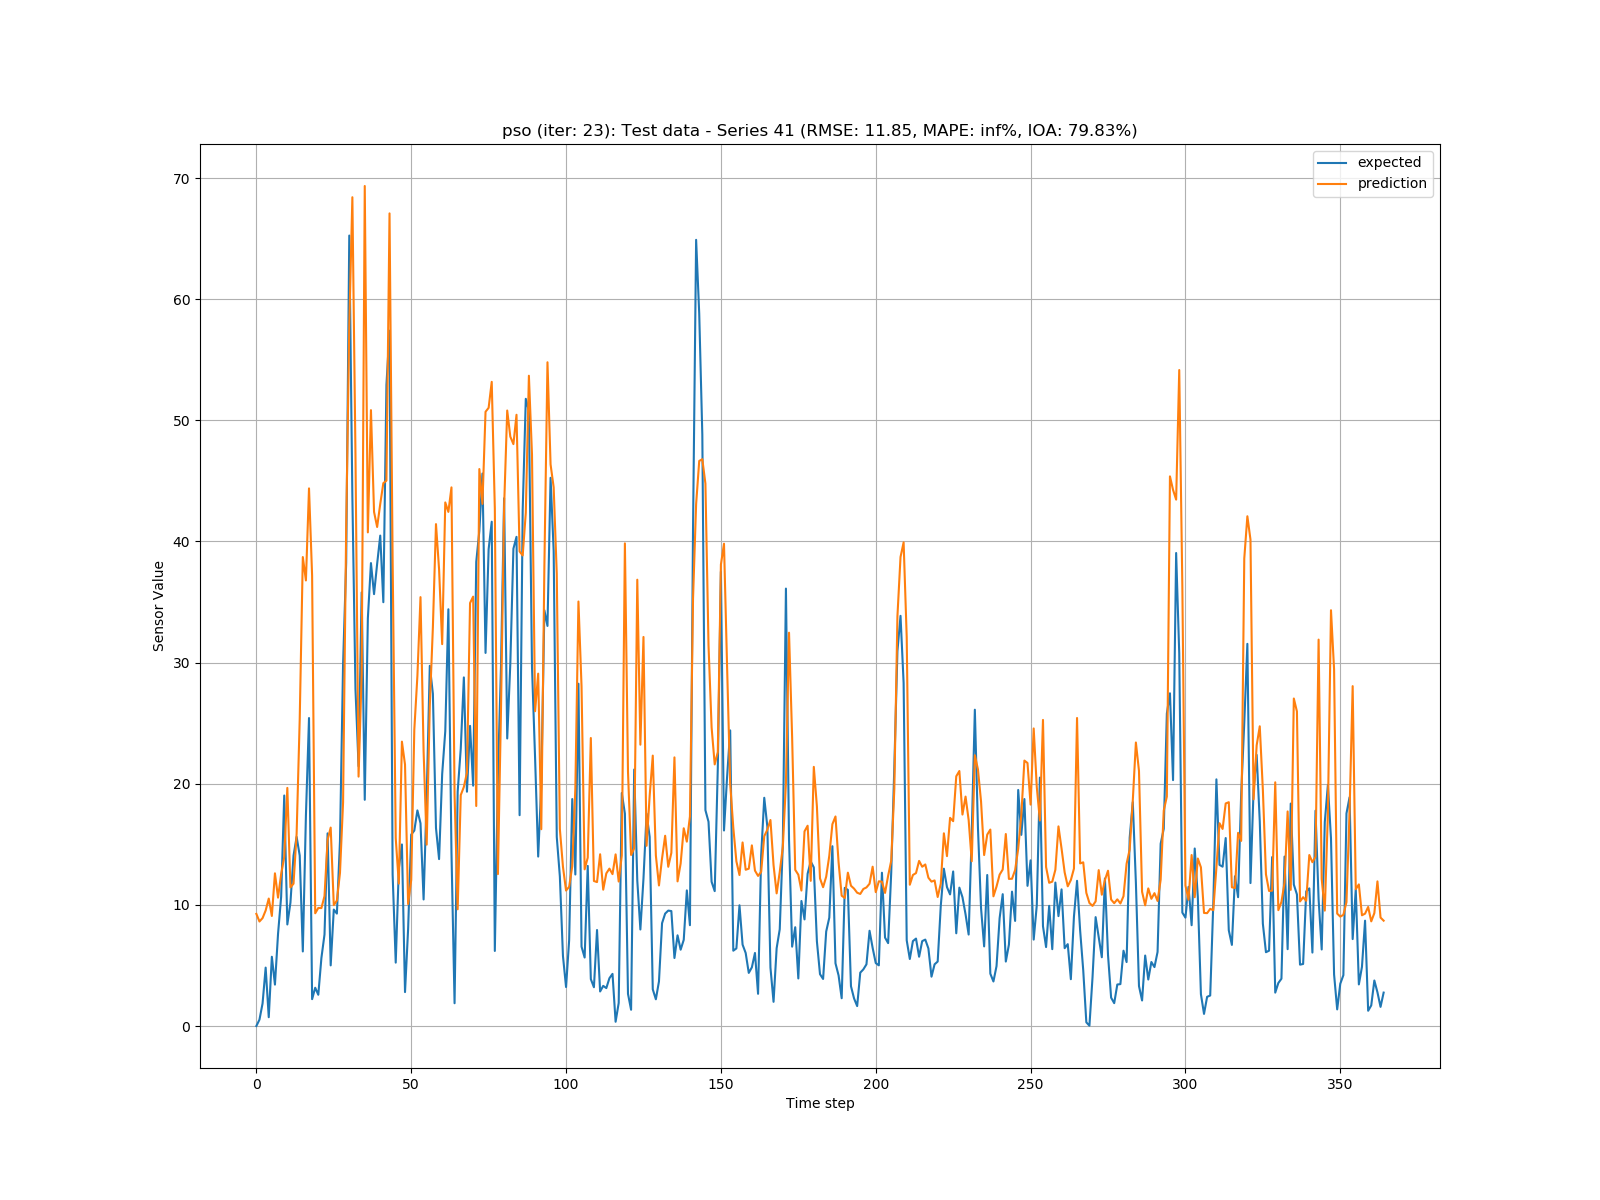 pso (iter: 23): Test data - Series 41 (RMSE: 11.85, MAPE: inf%, IOA: 79.83%)
expected
prediction
70
60
50
40
30
20
10
0
Sensor Value
0 50 100 150 200 250 300 350
Time step